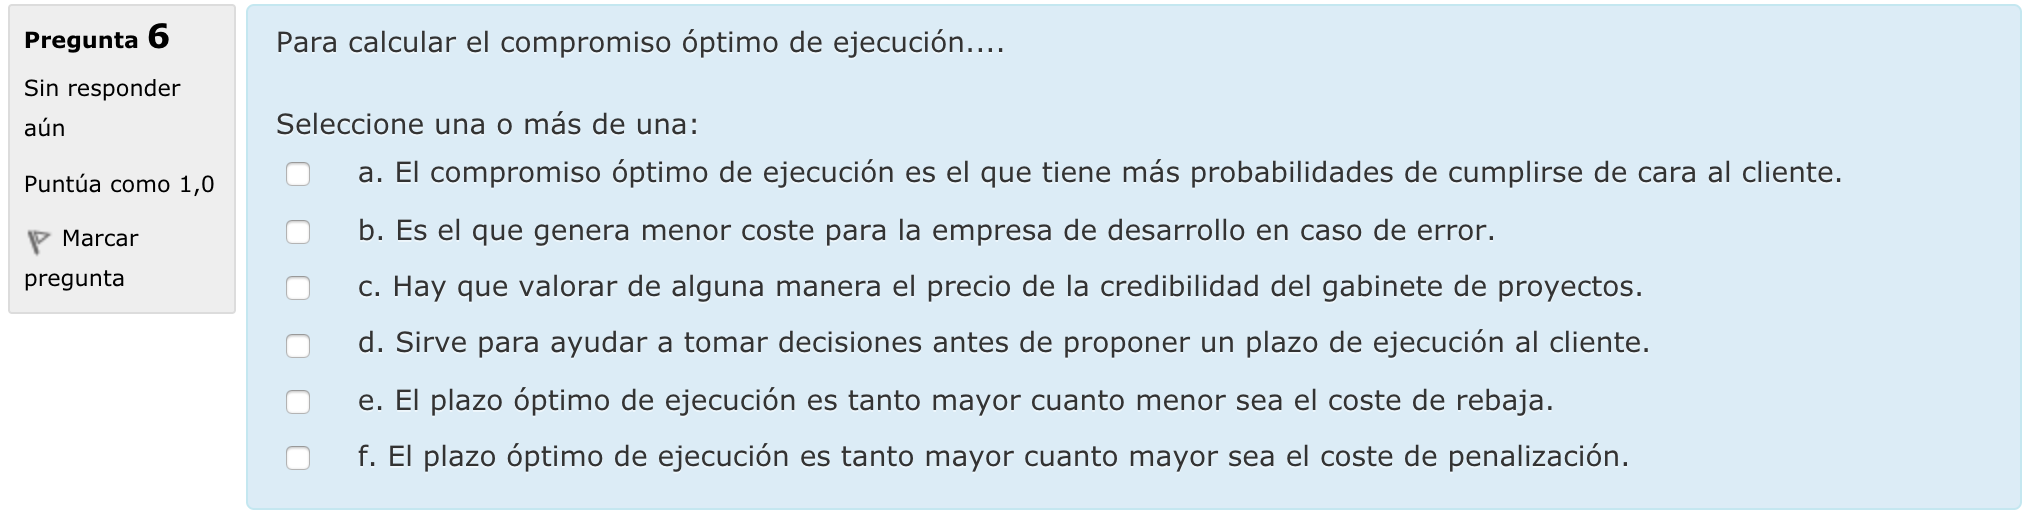 Pregunta 6
Sin responder
aún
Puntúa como 1,0
Marcar
pregunta
Para calcular el compromiso óptimo de ejecución....
Seleccione una o más de una:
a. El compromiso óptimo de ejecución es el que tiene más probabilidades de cumplirse de cara al cliente.
b. Es el que genera menor coste para la empresa de desarrollo en caso de error.
c. Hay que valorar de alguna manera el precio de la credibilidad del gabinete de proyectos.
d. Sirve para ayudar a tomar decisiones antes de proponer un plazo de ejecución al cliente.
e. El plazo óptimo de ejecución es tanto mayor cuanto menor sea el coste de rebaja.
f. El plazo óptimo de ejecución es tanto mayor cuanto mayor sea el coste de penalización.